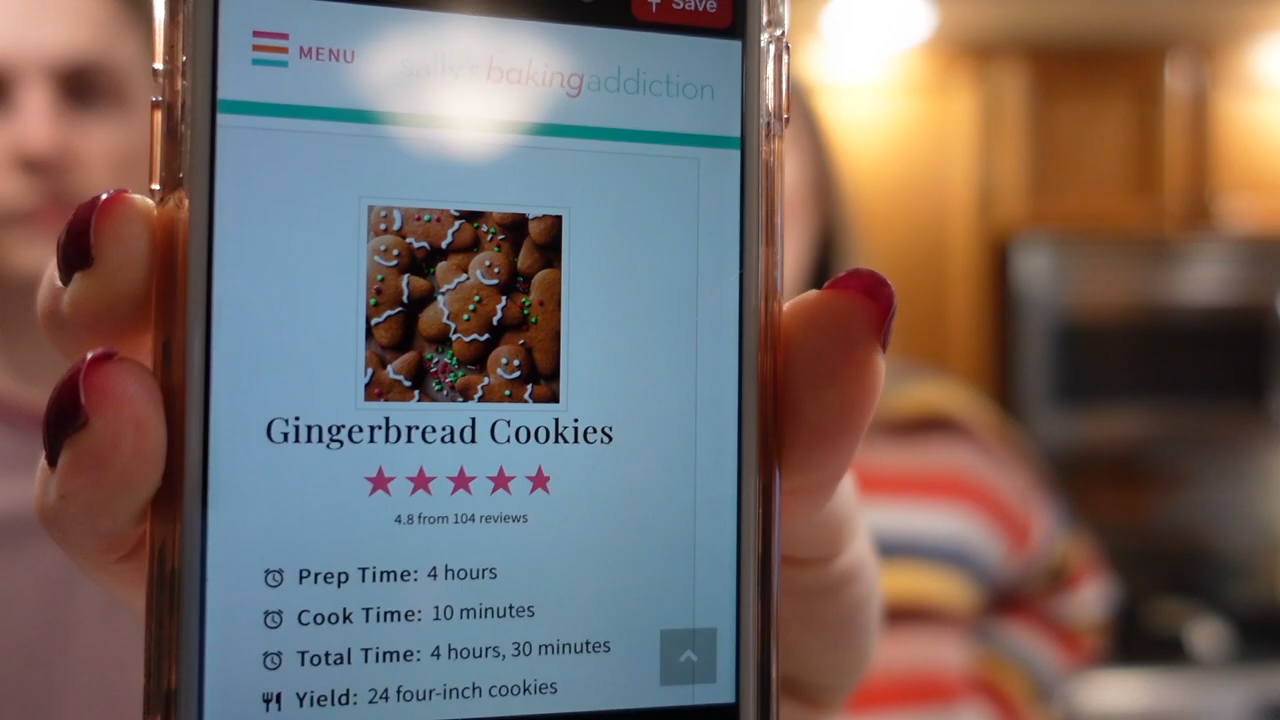 Save
MENU
sally's baking addiction
Gingerbread Cookies
4.8 from 104 reviews
Prep Time: 4 hours
Cook Time: 10 minutes
Total Time: 4 hours, 30 minutes
Yield: 24 four-inch cookies